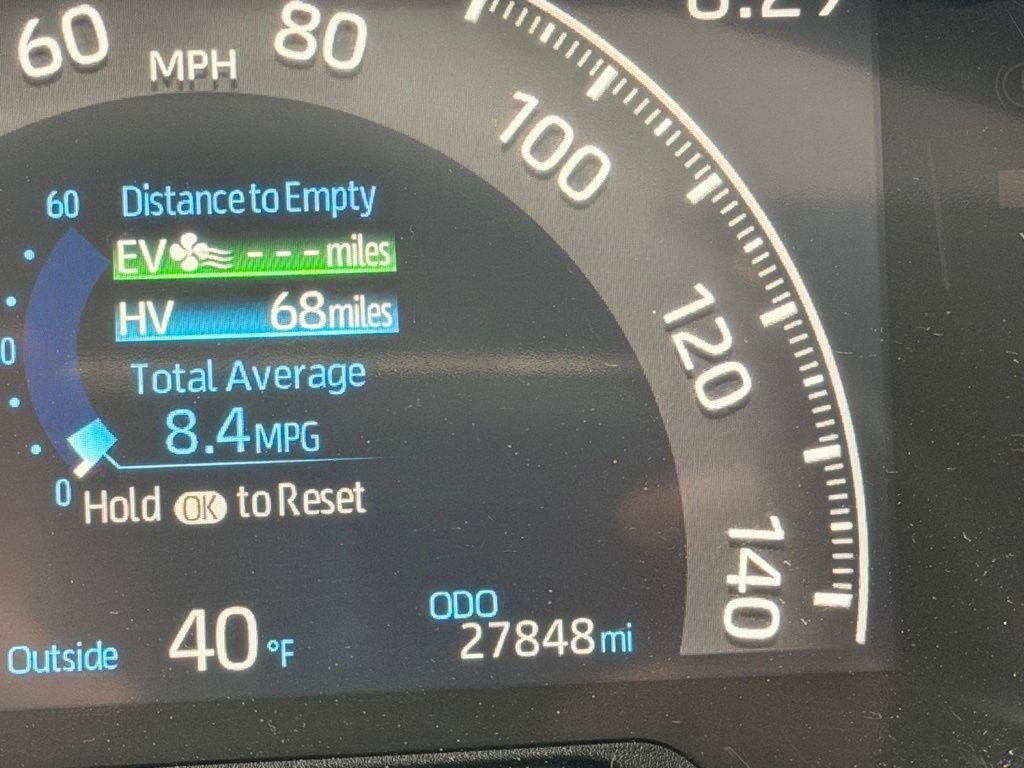 60
MPH
80
100
120
140
60
Distance to Empty
EV - - - miles
HV 68 miles
Total Average
8.4 MPG
0
Hold OK to Reset
Outside 40 °F
ODO
27848 mi